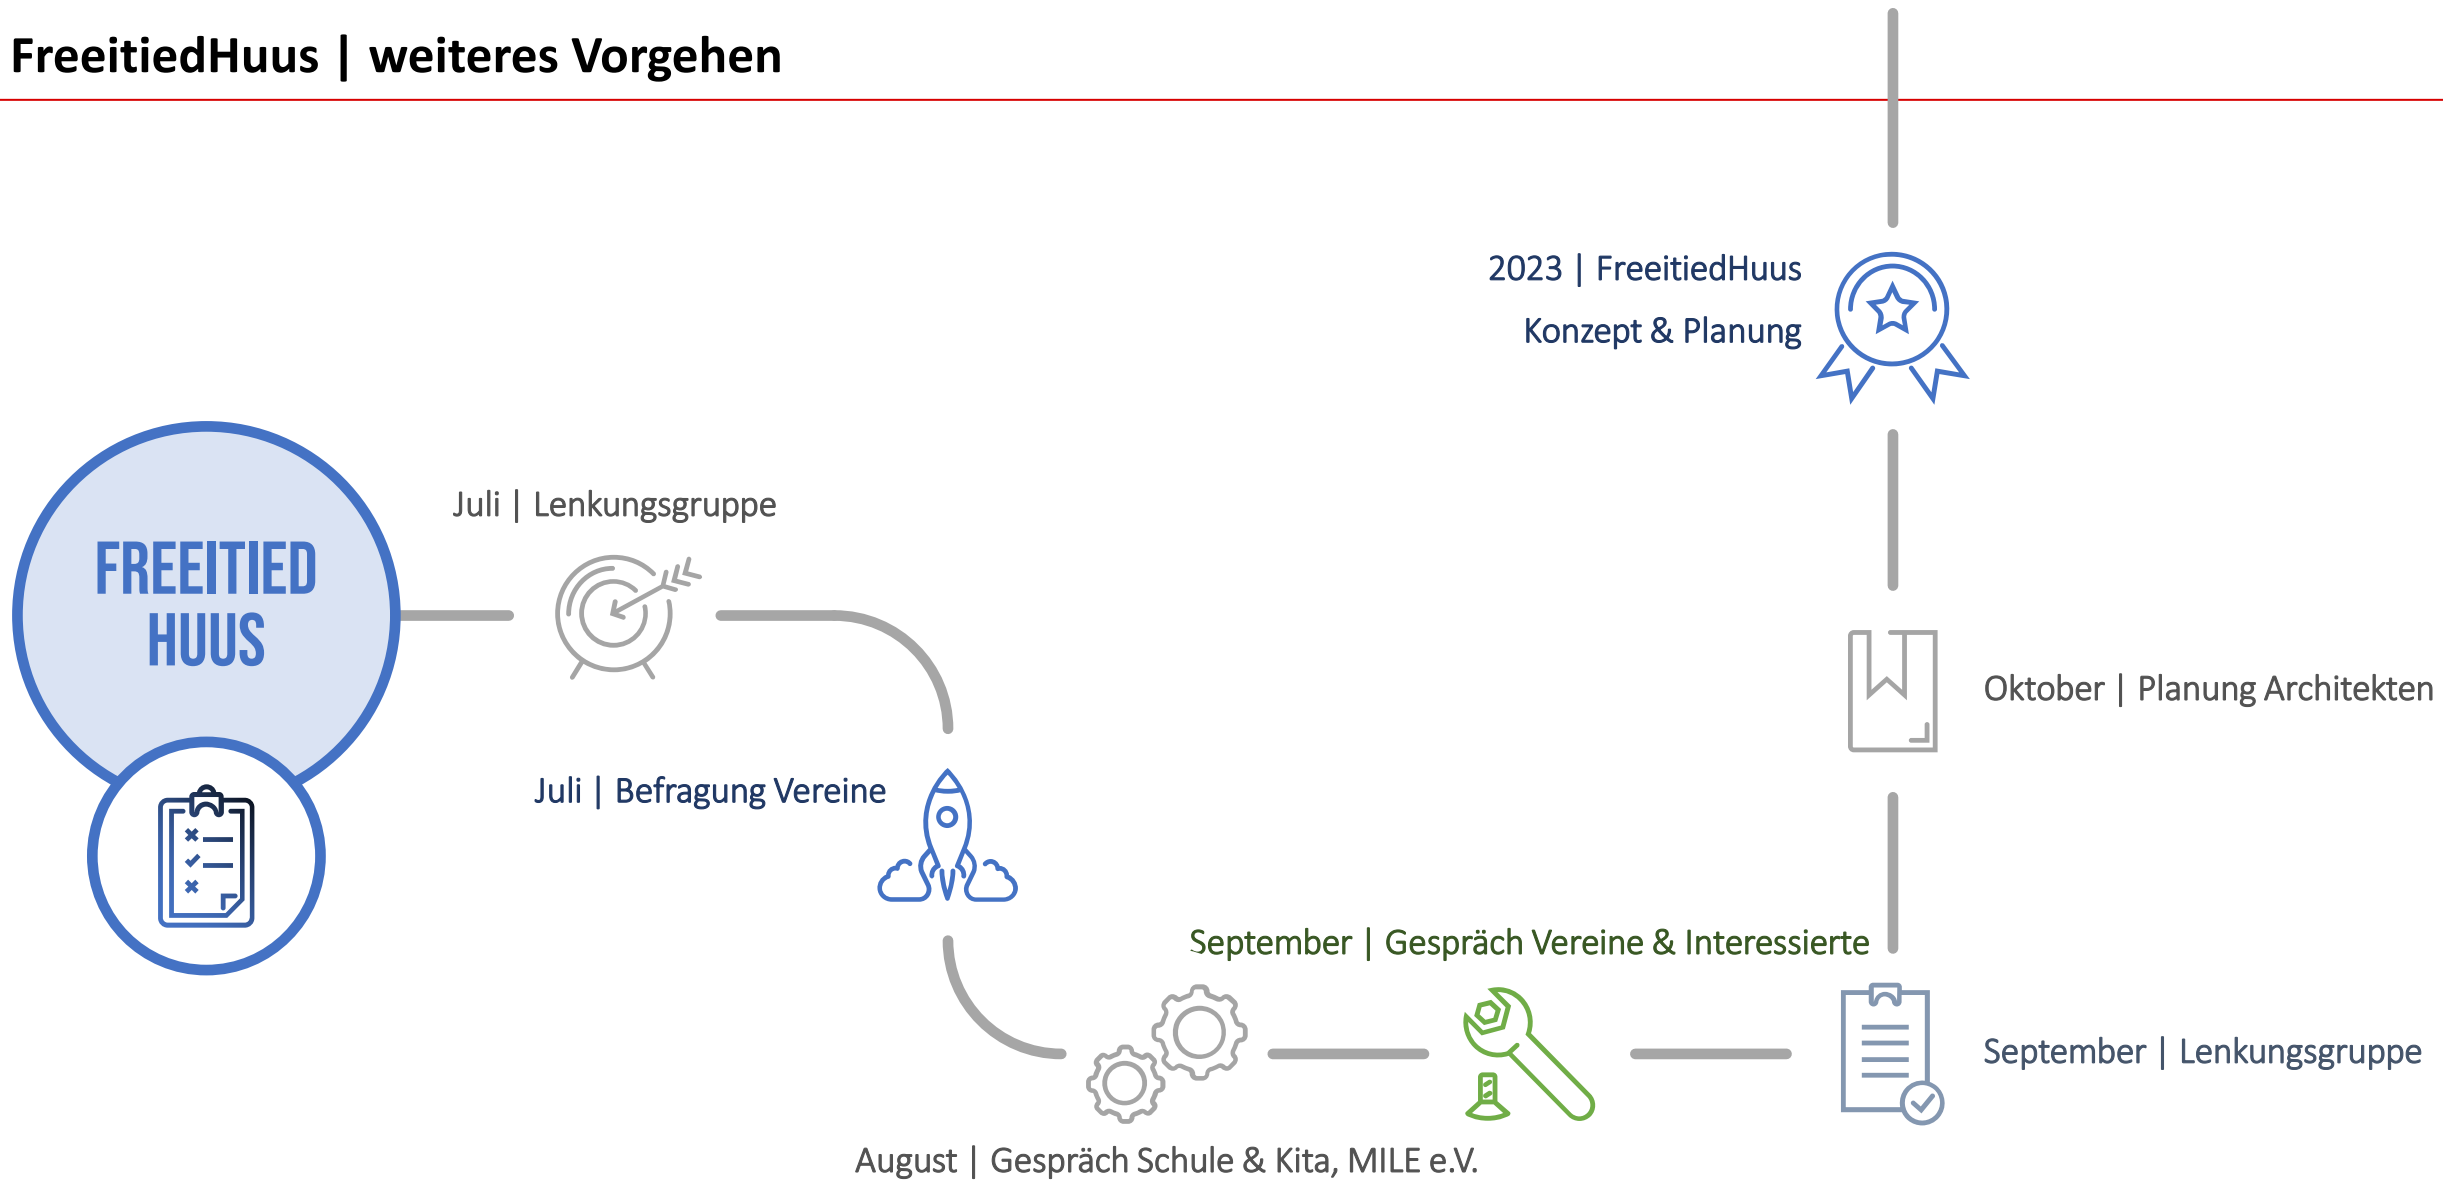 FreeitiedHuus | weiteres Vorgehen
FREEITIED
HUUS
Juli | Lenkungsgruppe
Juli | Befragung Vereine
August | Gespräch Schule & Kita, MILE e.V.
September | Gespräch Vereine & Interessierte
September | Lenkungsgruppe
Oktober | Planung Architekten
2023 | FreeitiedHuus
Konzept & Planung